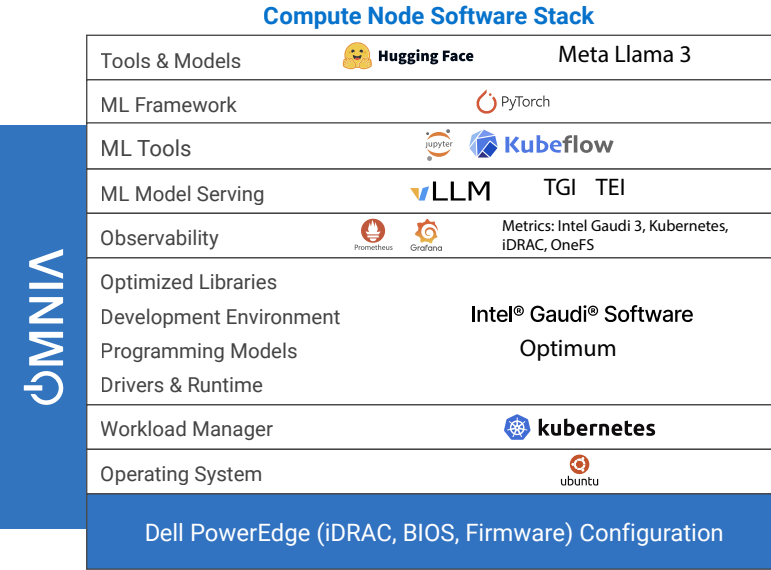 Compute Node Software Stack
Tools & Models
Hugging Face
Meta Llama 3
ML Framework
PyTorch
ML Tools
jupyter
Kubeflow
ML Model Serving
vLLM
TGI TEI
Observability
Prometheus
Grafana
Metrics: Intel Gaudi 3, Kubernetes,
iDRAC, OneFS
Optimized Libraries
Development Environment
Programming Models
Drivers & Runtime
Intel® Gaudi® Software
Optimum
Workload Manager
kubernetes
Operating System
ubuntu
OMNIA
Dell PowerEdge (iDRAC, BIOS, Firmware) Configuration